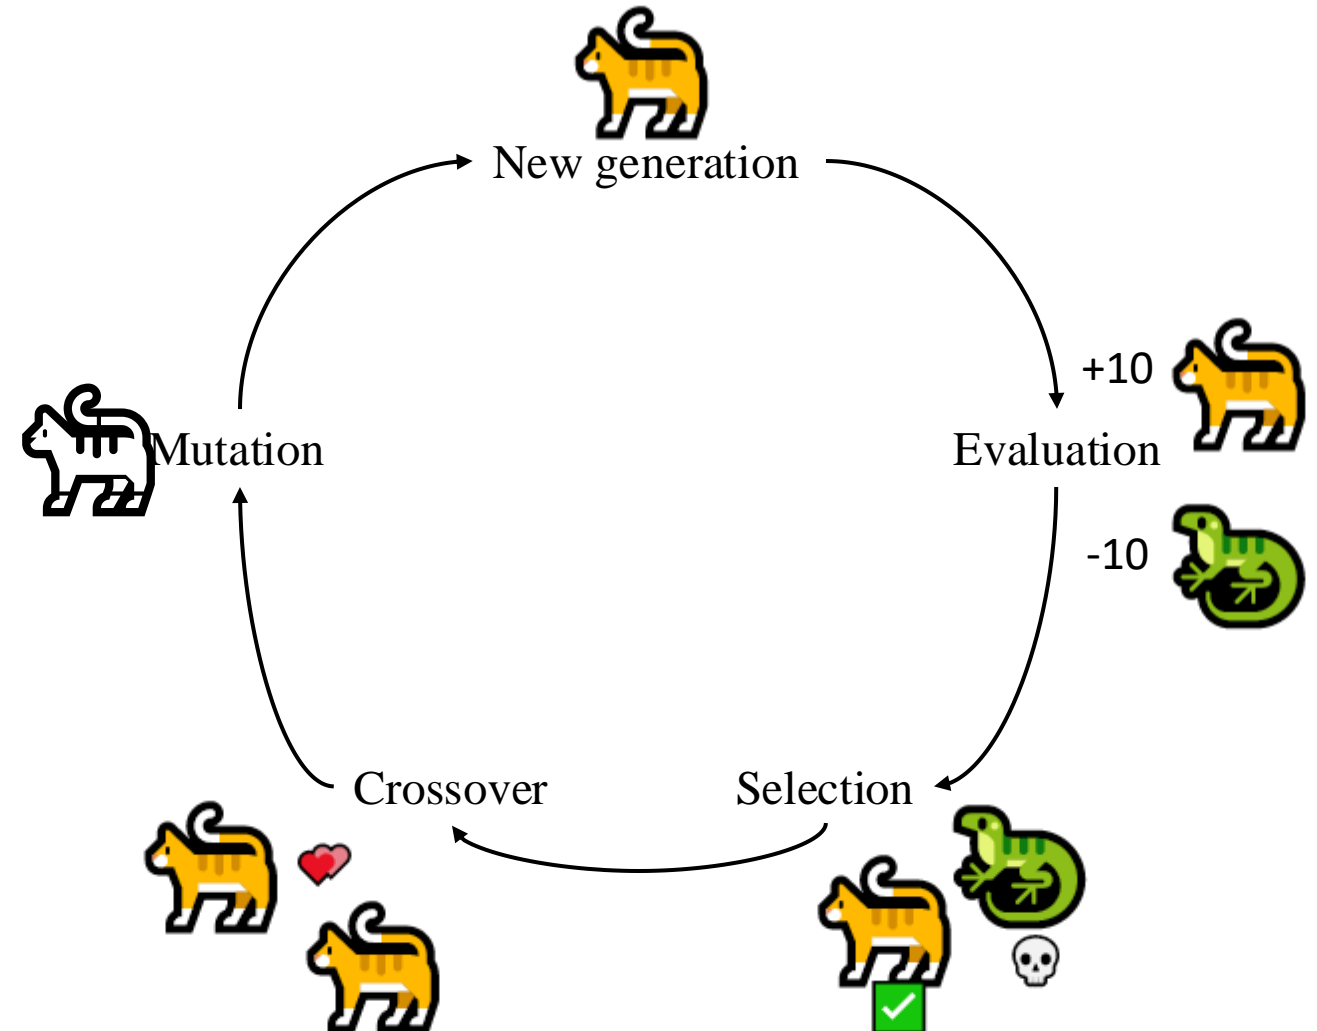 New generation
+10
Mutation
Evaluation
-10
Crossover
Selection